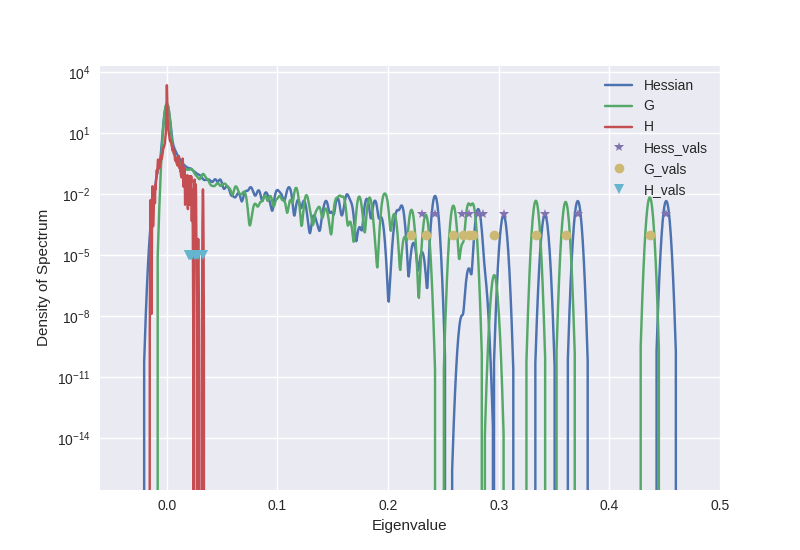 10^4
10^1
10^-2
10^-5
10^-8
10^-11
10^-14
Density of Spectrum
Hessian
G
H
Hess_vals
G_vals
H_vals
0.0 0.1 0.2 0.3 0.4 0.5
Eigenvalue